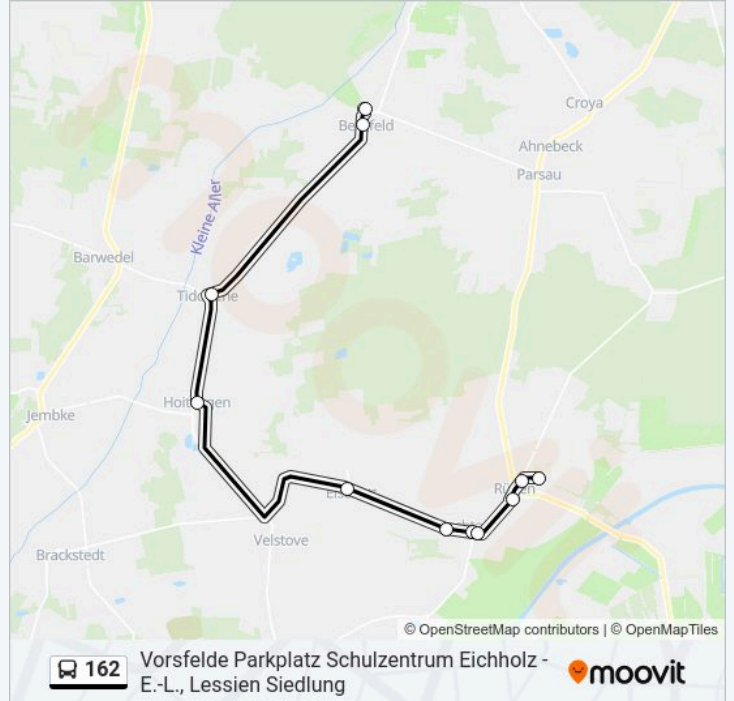 Croya
Ahnebeck
Parsau
Kleine Aller
Barwedel
Jembke
Velstove
Brackstedt
© OpenStreetMap contributors | © OpenMapTiles
162
Vorsfelde Parkplatz Schulzentrum Eichholz -
E.-L., Lessien Siedlung
moovit